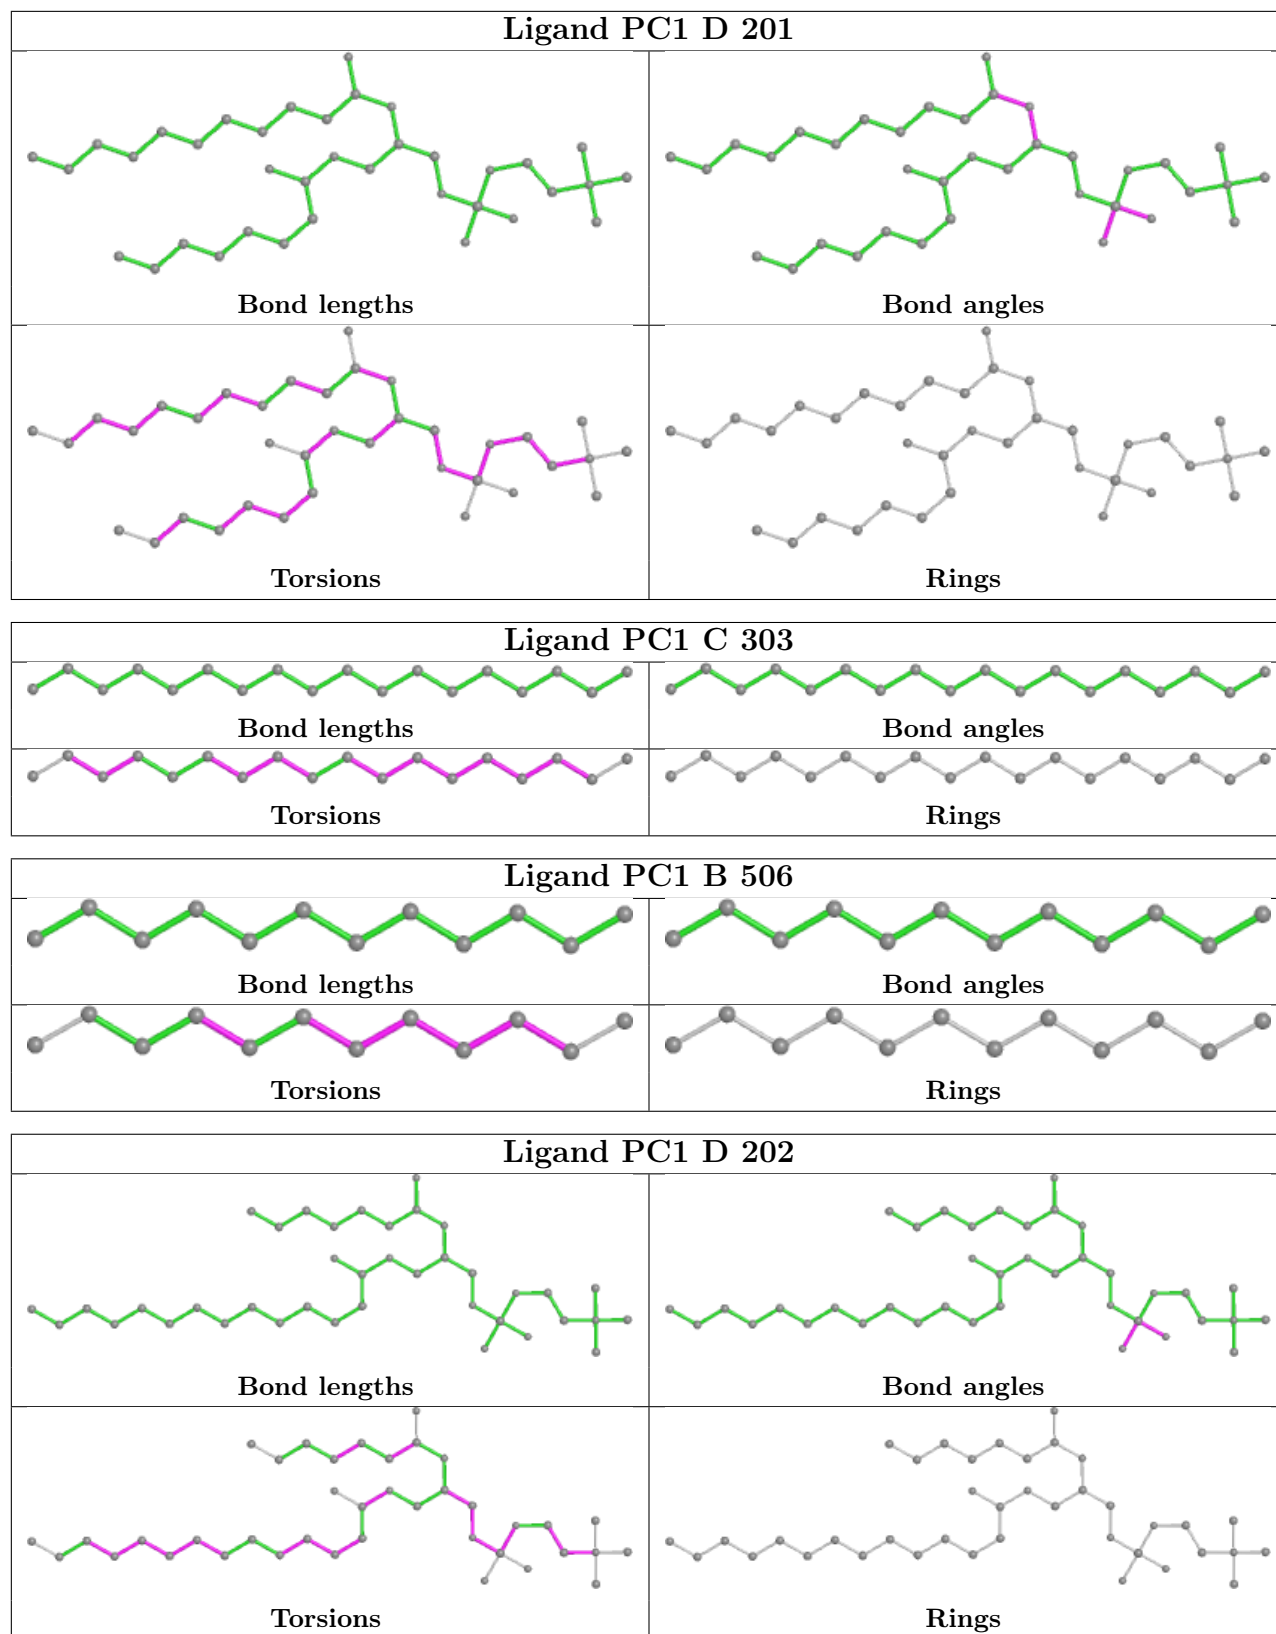 Ligand PC1 D 201
Bond lengths
Bond angles
Torsions
Rings
Ligand PC1 C 303
Bond lengths
Bond angles
Torsions
Rings
Ligand PC1 B 506
Bond lengths
Bond angles
Torsions
Rings
Ligand PC1 D 202
Bond lengths
Bond angles
Torsions
Rings